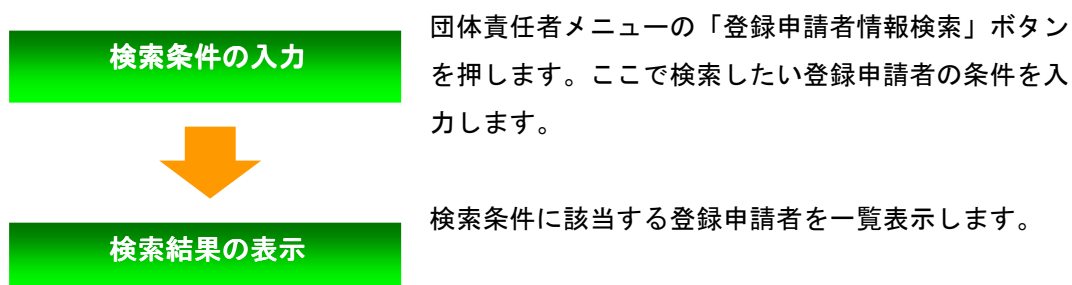 検索条件の入力
団体責任者メニューの「登録申請者情報検索」ボタン
を押します。ここで検索したい登録申請者の条件を入
力します。
検索結果の表示
検索条件に該当する登録申請者を一覧表示します。